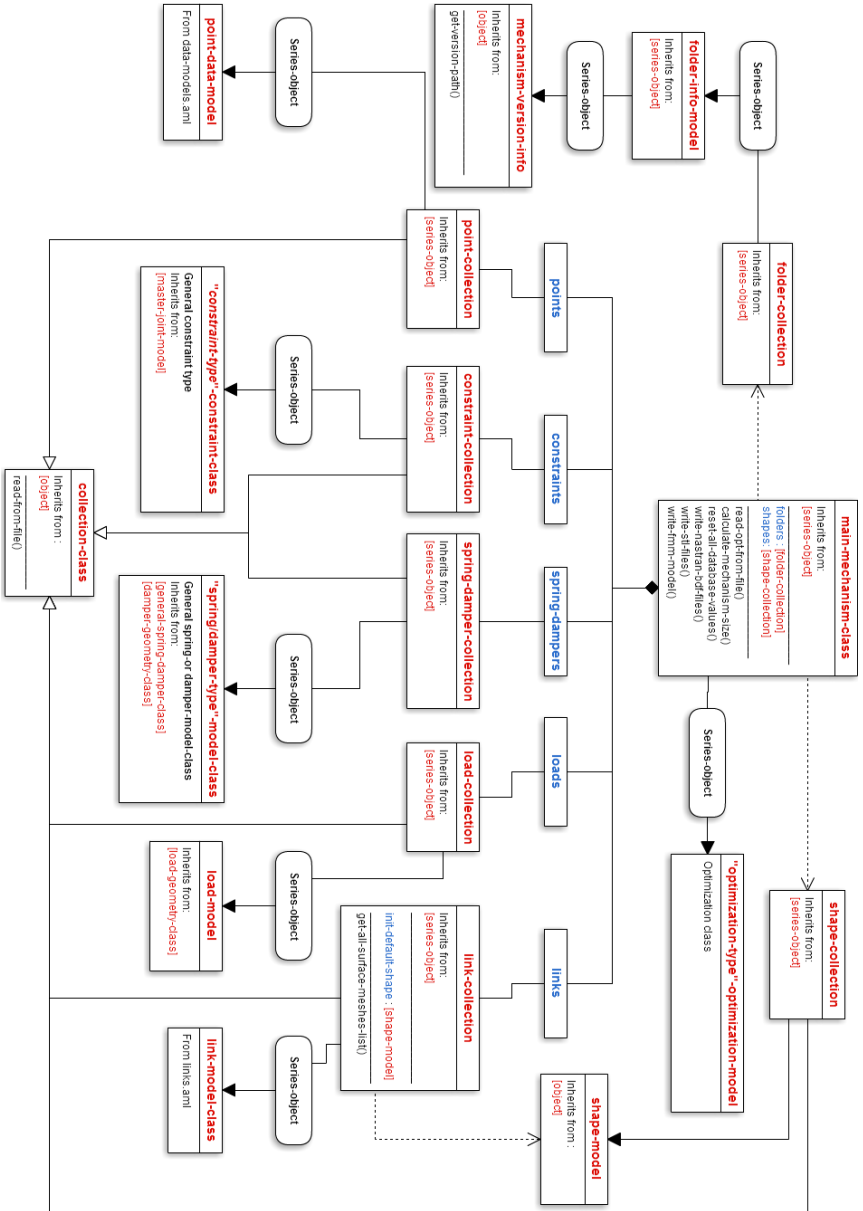 main-mechanism-class
Inherits from:
[series-object]
folders : [folder-collection]
shapes: [shape-collection]
read-opt-from-file()
calculate-mechanism-size()
reset-all-database-values()
write-nastran-bdf-files()
write-stl-files()
write-fmm-model()
folder-collection
Inherits from:
[series-object]
Series-object
folder-info-model
Inherits from:
[series-object]
Series-object
mechanism-version-info
Inherits from:
[object]
get-version-path()
shape-collection
Inherits from:
[series-object]
Series-object
"optimization-type"-optimization-model
Optimization class
shape-model
Inherits from :
[object]
points
constraints
spring-dampers
loads
links
point-collection
Inherits from:
[series-object]
constraint-collection
Inherits from:
[series-object]
spring-damper-collection
Inherits from:
[series-object]
load-collection
Inherits from:
[series-object]
link-collection
Inherits from:
[series-object]
init-default-shape : [shape-model]
get-all-surface-meshes-list()
Series-object
Series-object
Series-object
Series-object
Series-object
point-data-model
From data-models.aml
"constraint-type"-constraint-class
General constraint type
Inherits from:
[master-joint-model]
"spring/damper-type"-model-class
General spring-or damper-model-class
Inherits from:
[general-spring-damper-class]
[damper-geometry-class]
load-model
Inherits from:
[load-geometry-class]
link-model-class
From links.aml
collection-class
Inherits from :
[object]
read-from-file()